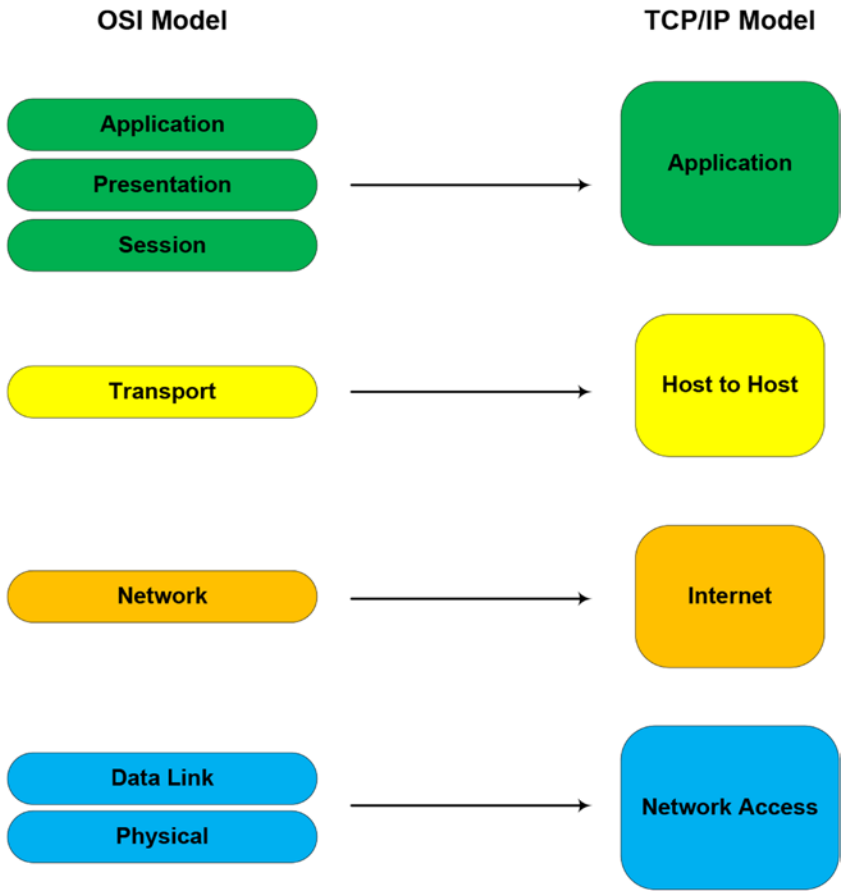 OSI Model
TCP/IP Model
Application
Presentation
Session
Application
Transport
Host to Host
Network
Internet
Data Link
Physical
Network Access